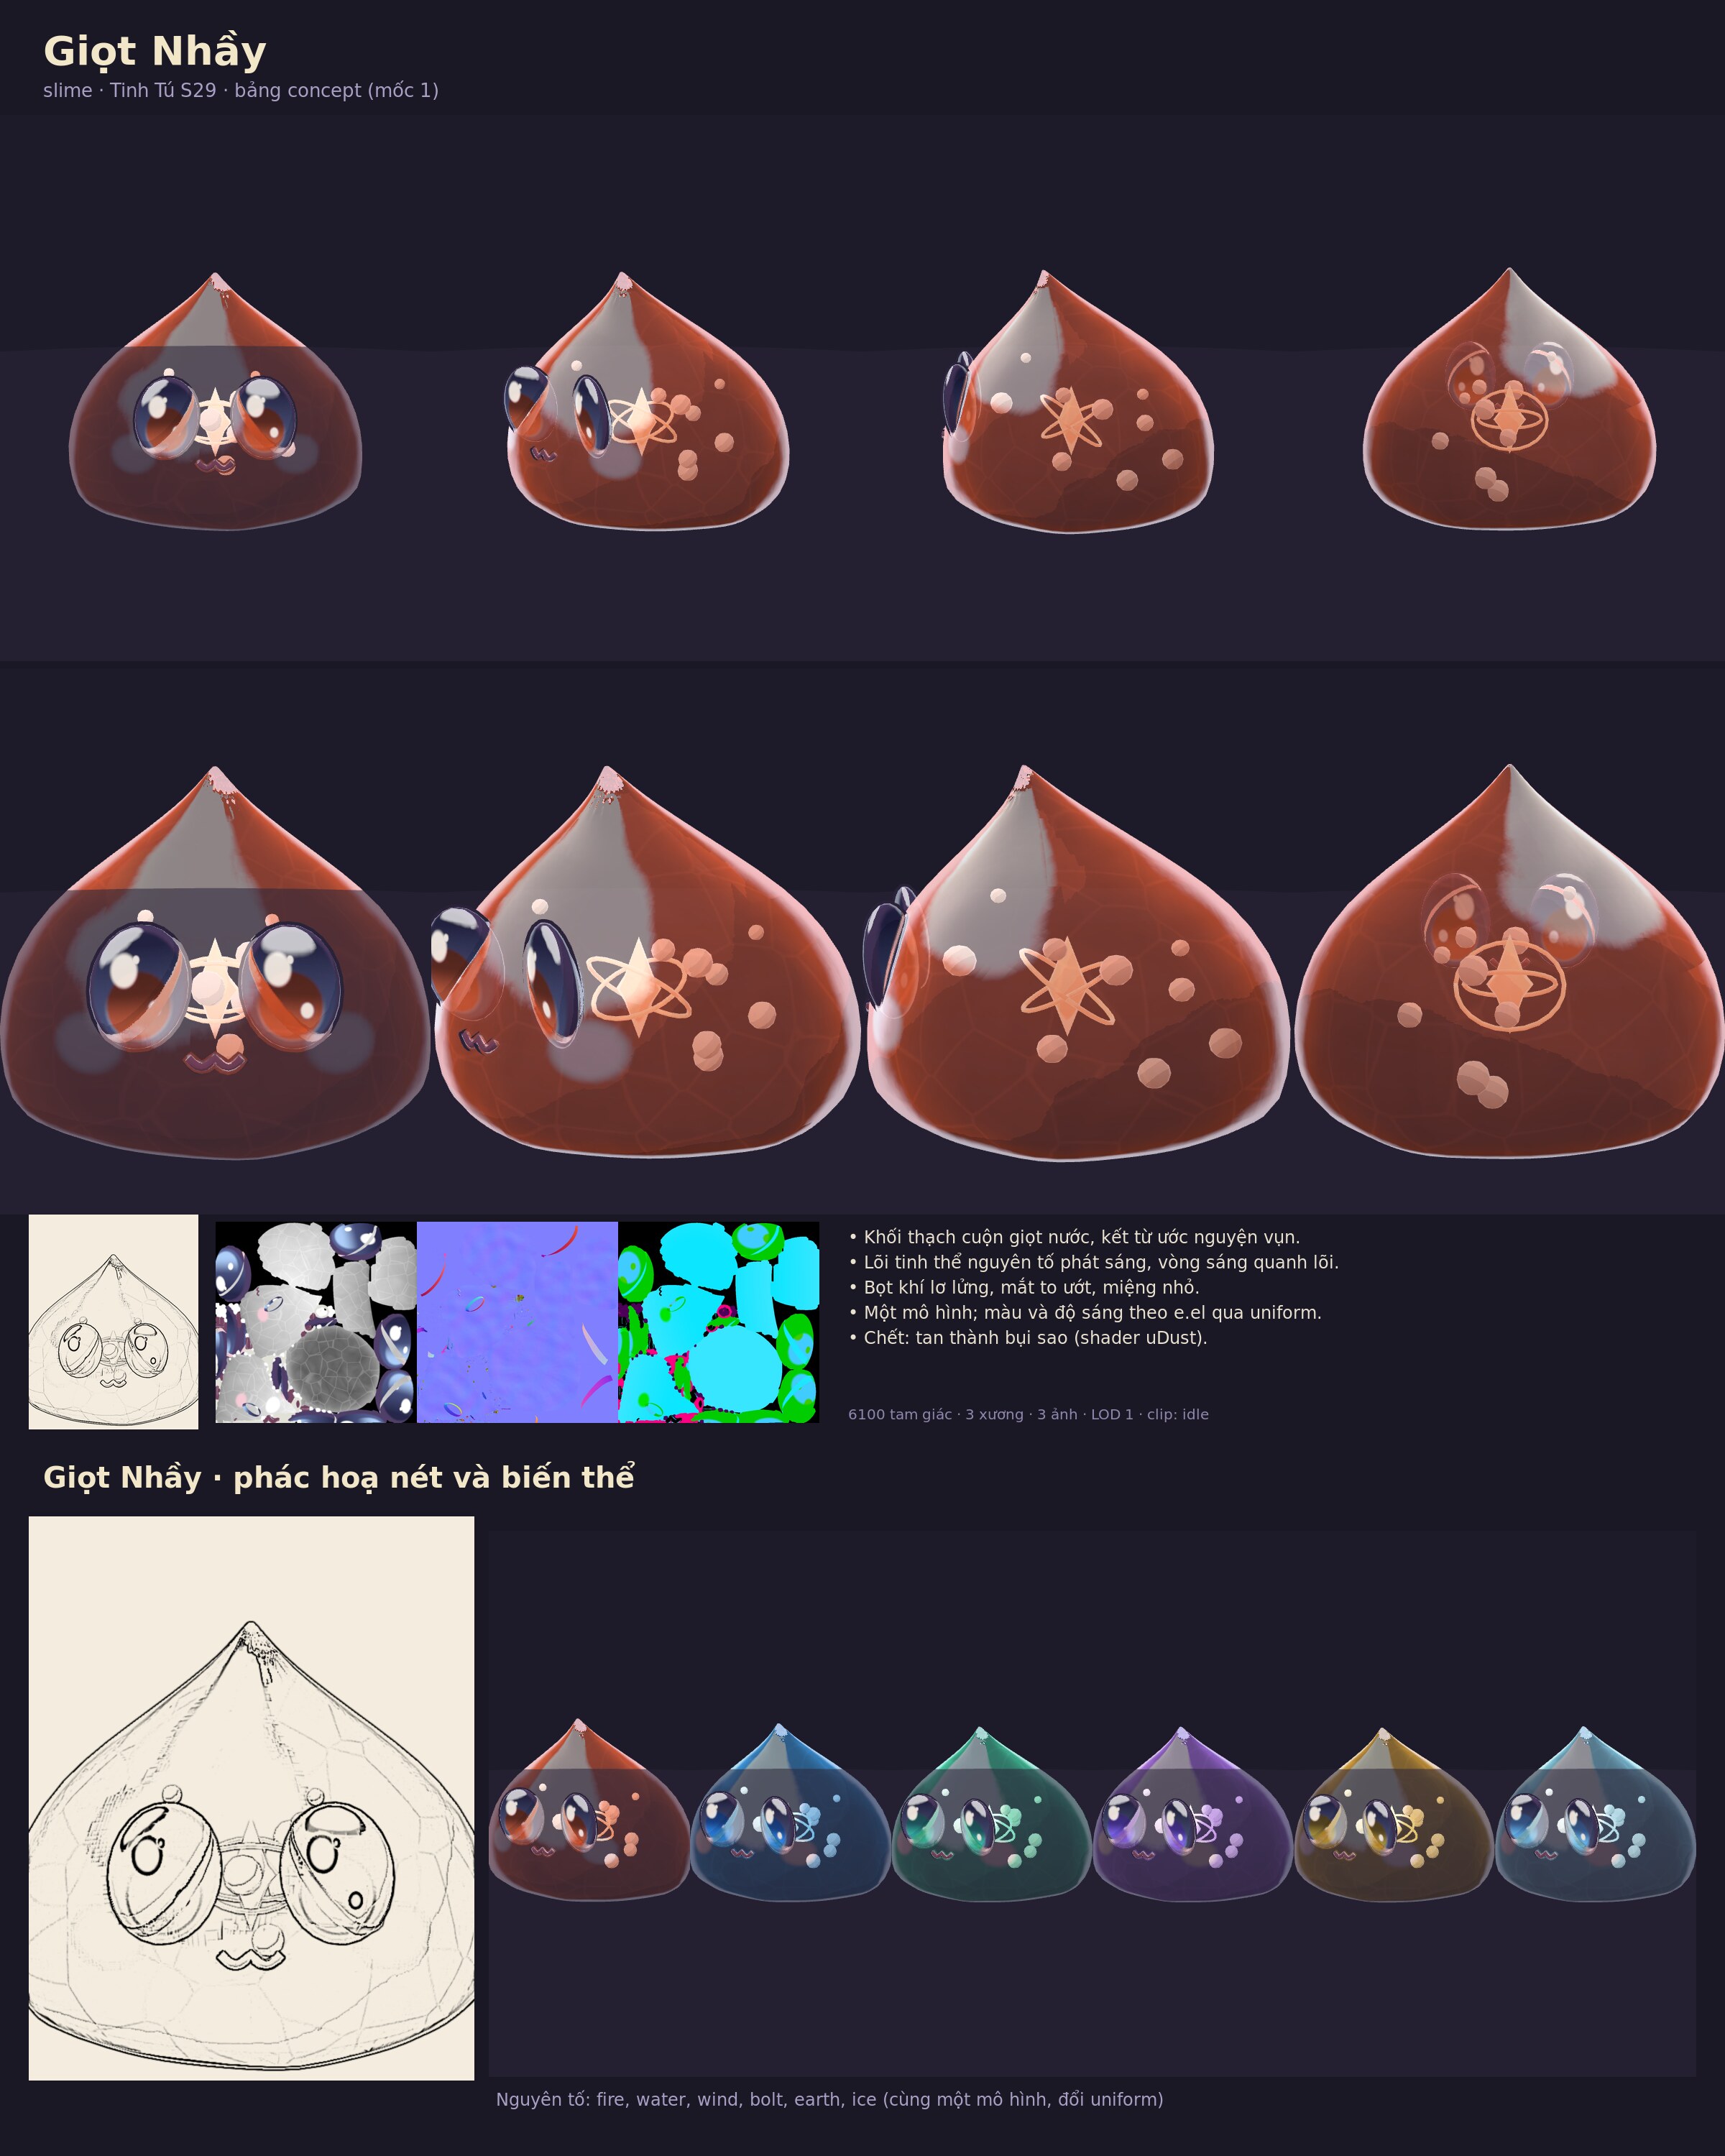 Giọt Nhầy
slime · Tinh Tú S29 · bảng concept (mốc 1)
• Khối thạch cuộn giọt nước, kết từ ước nguyện vụn.
• Lõi tinh thể nguyên tố phát sáng, vòng sáng quanh lõi.
• Bọt khí lơ lửng, mắt to ướt, miệng nhỏ.
• Một mô hình; màu và độ sáng theo e.el qua uniform.
• Chết: tan thành bụi sao (shader uDust).
6100 tam giác · 3 xương · 3 ảnh · LOD 1 · clip: idle
Giọt Nhầy · phác hoạ nét và biến thể
Nguyên tố: fire, water, wind, bolt, earth, ice (cùng một mô hình, đổi uniform)